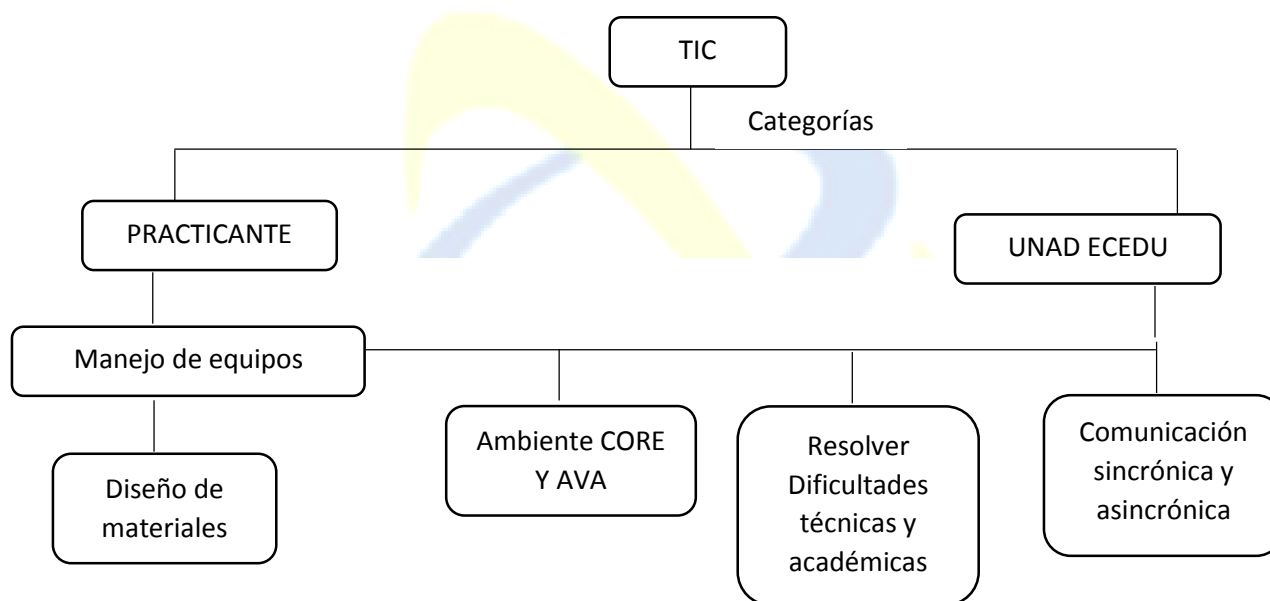 TIC
Categorías
PRACTICANTE
UNAD ECEDU
Manejo de equipos
Ambiente CORE
Y AVA
Resolver
Dificultades
técnicas y
académicas
Comunicación
sincrónica y
asincrónica
Diseño de
materiales